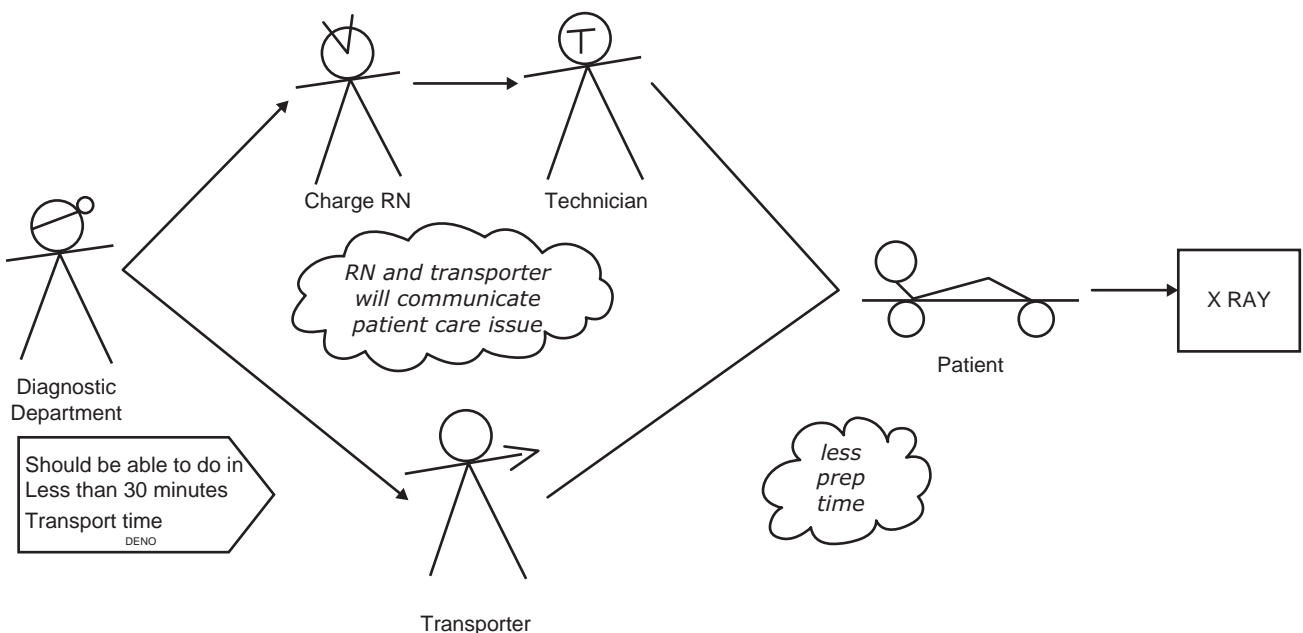 Charge RN
Technician
RN and transporter
will communicate
patient care issue
X RAY
Patient
Diagnostic
Department
Should be able to do in
Less than 30 minutes
Transport time
DENO
less
prep
time
Transporter